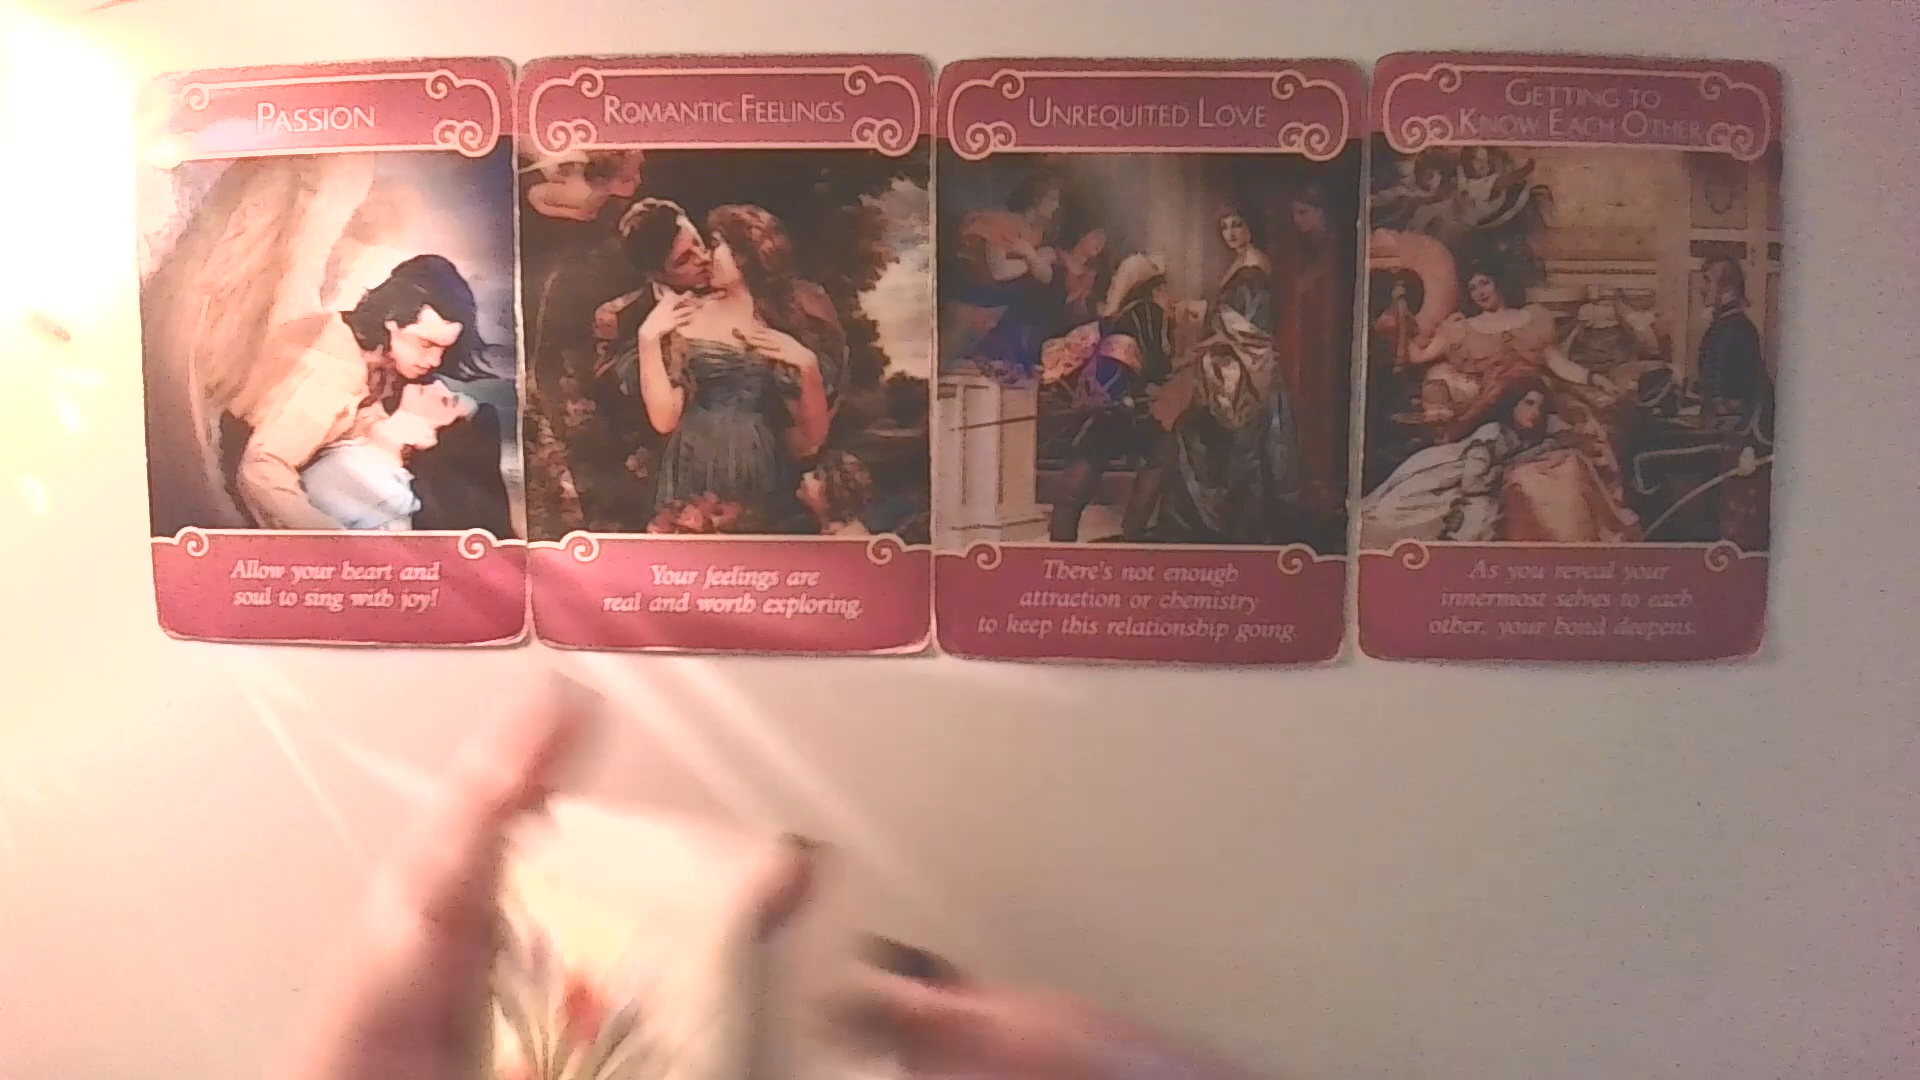 PASSION
Allow your heart and
soul to sing with joy!
ROMANTIC FEELINGS
Your feelings are
real and worth exploring.
UNREQUITED LOVE
There's not enough
attraction or chemistry
to keep this relationship going.
GETTING TO
KNOW EACH OTHER
As you reveal your
innermost selves to each
other, your bond deepens.